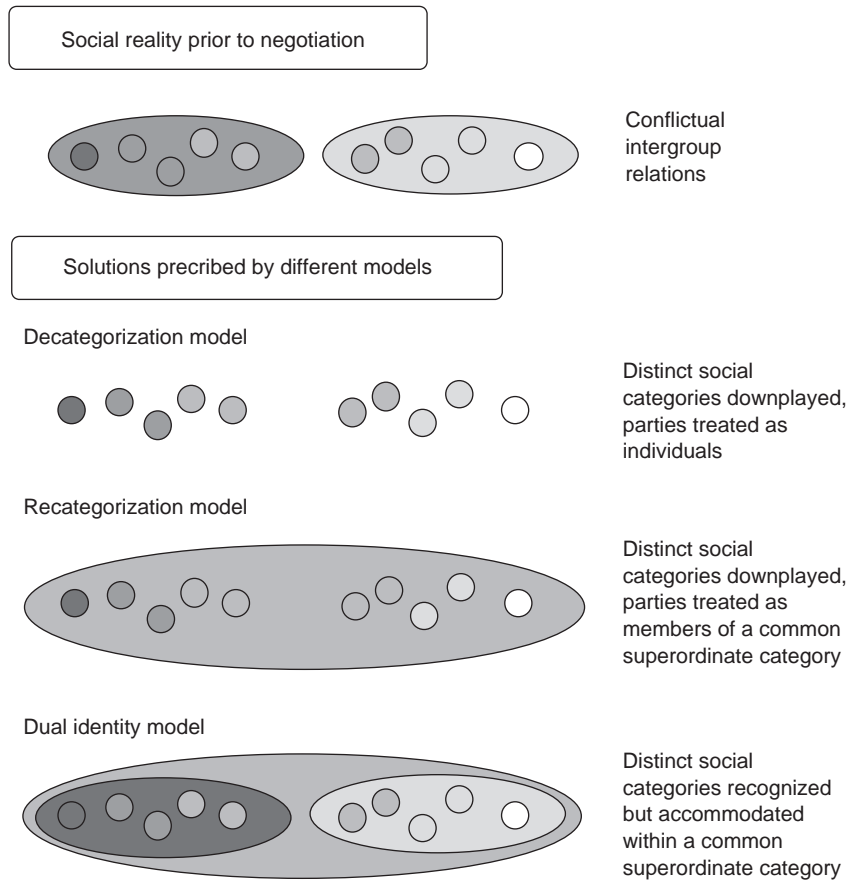 Social reality prior to negotiation
Conflictual
intergroup
relations
Solutions precribed by different models
Decategorization model
Distinct social
categories downplayed,
parties treated as
individuals
Recategorization model
Distinct social
categories downplayed,
parties treated as
members of a common
superordinate category
Dual identity model
Distinct social
categories recognized
but accommodated
within a common
superordinate category